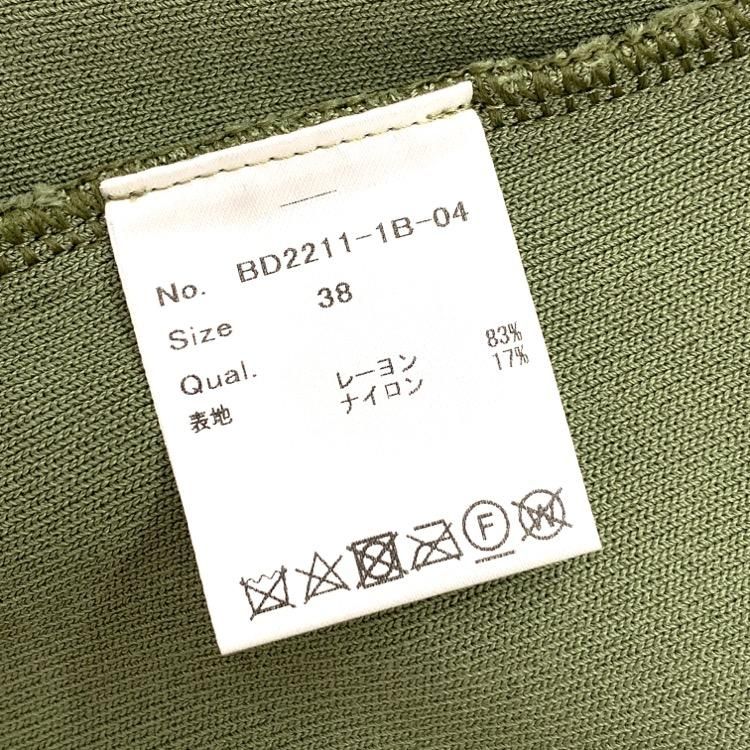 No. BD2211-1B-04
Size 38
Qual. レーヨン 83%
表地 ナイロン 17%
F W